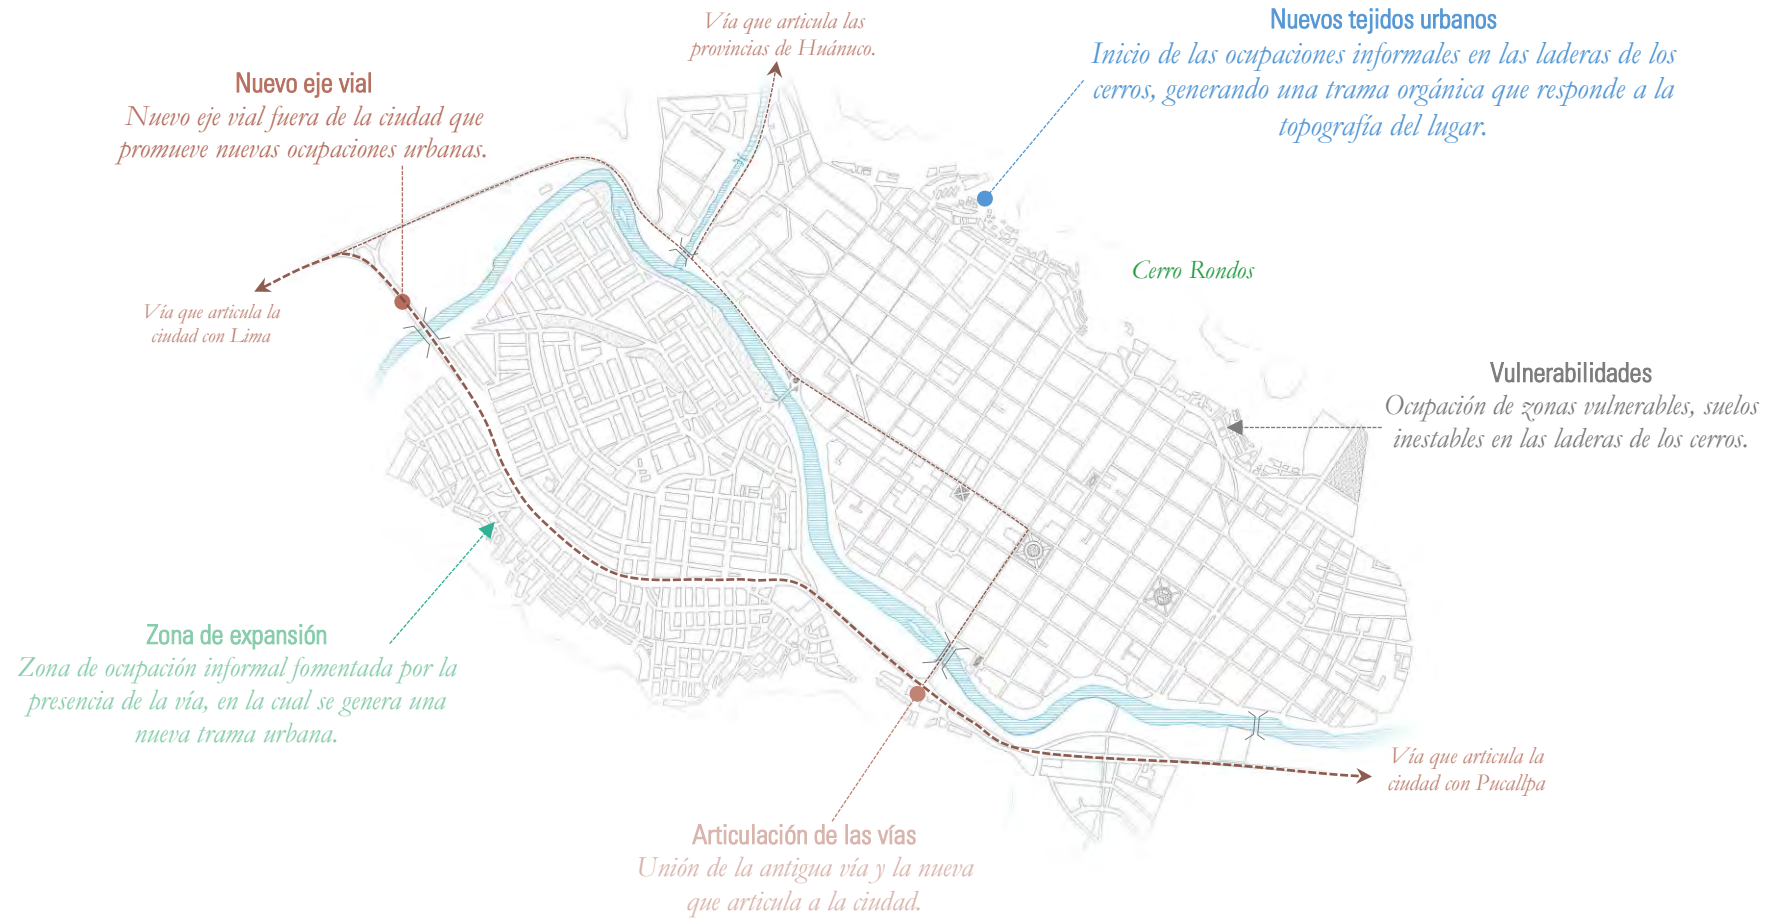 Vía que articula las
provincias de Huánuco.
Nuevos tejidos urbanos
Inicio de las ocupaciones informales en las laderas de los
cerros, generando una trama orgánica que responde a la
topografía del lugar.
Nuevo eje vial
Nuevo eje vial fuera de la ciudad que
promueve nuevas ocupaciones urbanas.
Cerro Rondos
Vía que articula la
ciudad con Lima
Vulnerabilidades
Ocupación de zonas vulnerables, suelos
inestables en las laderas de los cerros.
Zona de expansión
Zona de ocupación informal fomentada por la
presencia de la vía, en la cual se genera una
nueva trama urbana.
Vía que articula la
ciudad con Pucallpa
Articulación de las vías
Unión de la antigua vía y la nueva
que articula a la ciudad.